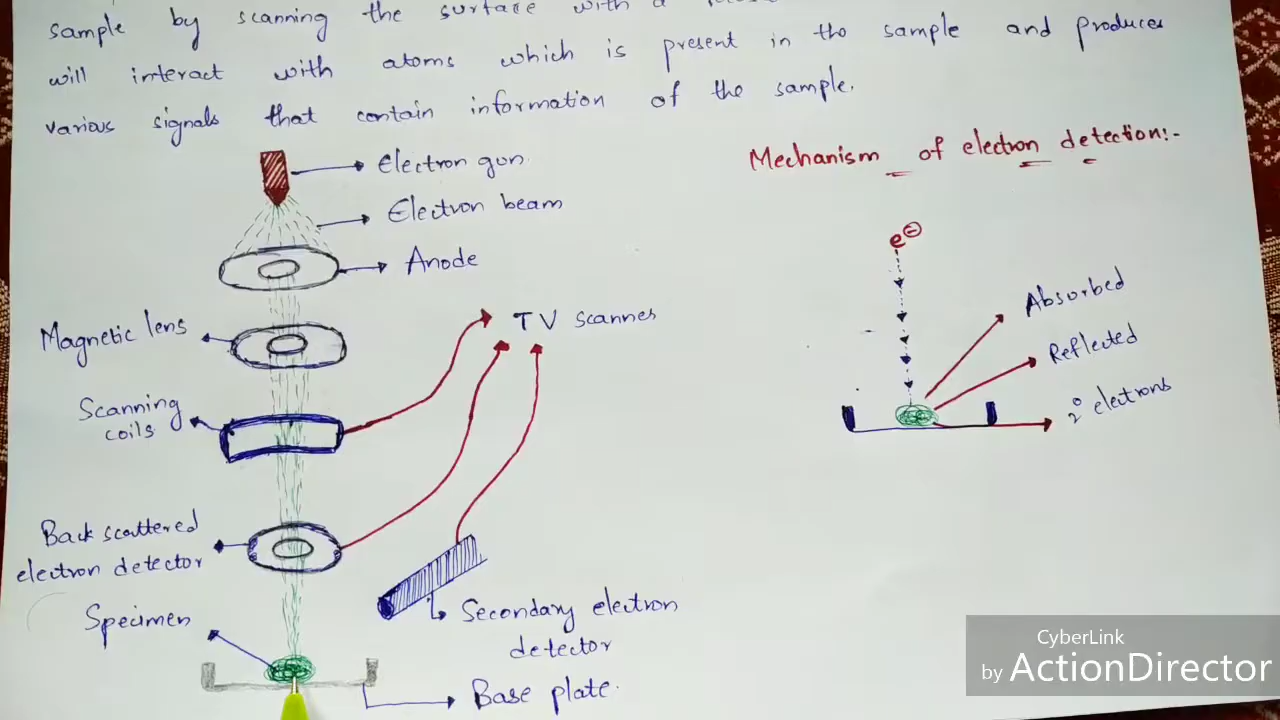 sample by scanning the surface with a
will interact with atoms which is present in the sample and produces
various signals that contain information of the sample.
Electron gun
Electron beam
Anode
Magnetic lens
TV scanner
Scanning
coils
Back scattered
electron detector
Specimen
Secondary electron
detector
Base plate
Mechanism of electron detection:-
e⊖
Absorbed
Reflected
2° electrons
CyberLink
by ActionDirector